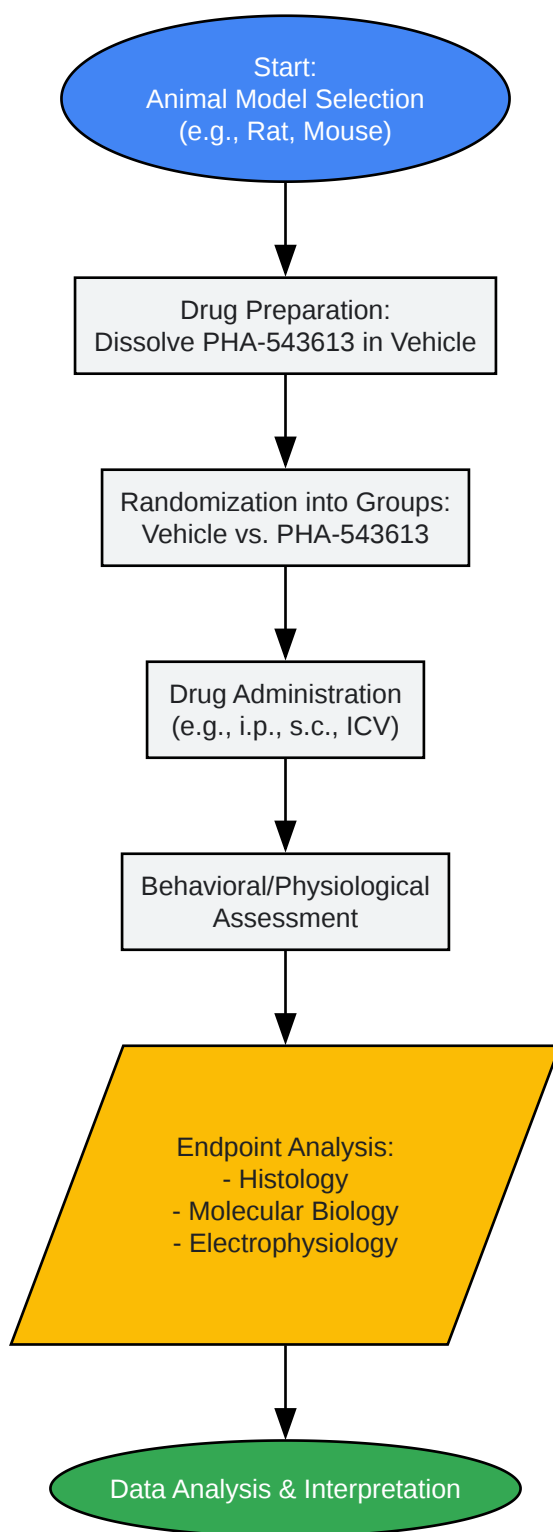 Start:
Animal Model Selection
(e.g., Rat, Mouse)
Drug Preparation:
Dissolve PHA-543613 in Vehicle
Randomization into Groups:
Vehicle vs. PHA-543613
Drug Administration
(e.g., i.p., s.c., ICV)
Behavioral/Physiological
Assessment
Endpoint Analysis:
- Histology
- Molecular Biology
- Electrophysiology
Data Analysis & Interpretation